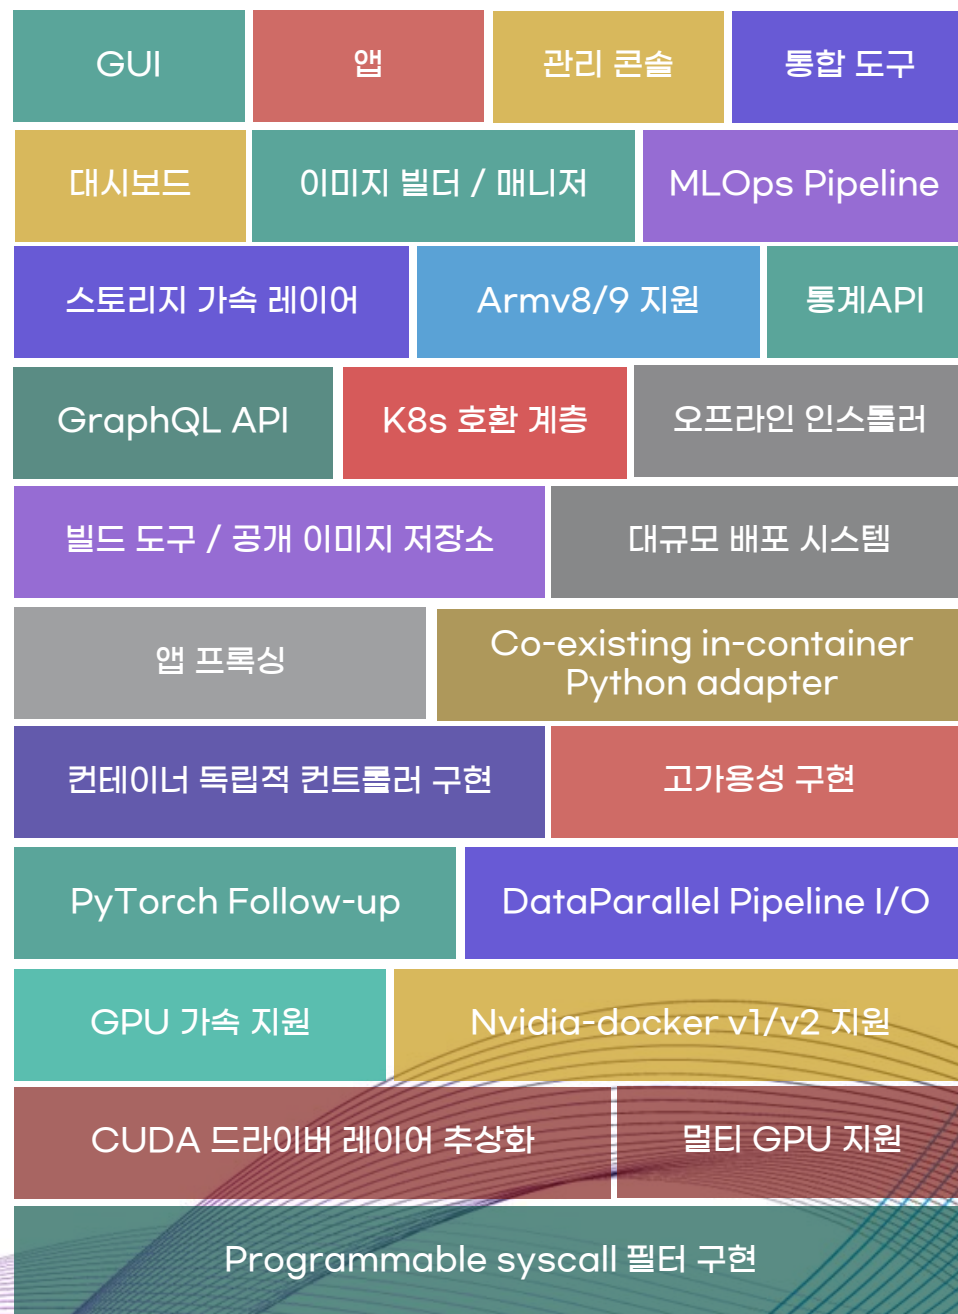 GUI
앱
관리 콘솔
통합 도구
대시보드
이미지 빌더 / 매니저
MLOps Pipeline
스토리지 가속 레이어
Armv8/9 지원
통계API
GraphQL API
K8s 호환 계층
오프라인 인스톨러
빌드 도구 / 공개 이미지 저장소
대규모 배포 시스템
앱 프록싱
Co-existing in-container
Python adapter
컨테이너 독립적 컨트롤러 구현
고가용성 구현
PyTorch Follow-up
DataParallel Pipeline I/O
GPU 가속 지원
Nvidia-docker v1/v2 지원
CUDA 드라이버 레이어 추상화
멀티 GPU 지원
Programmable syscall 필터 구현